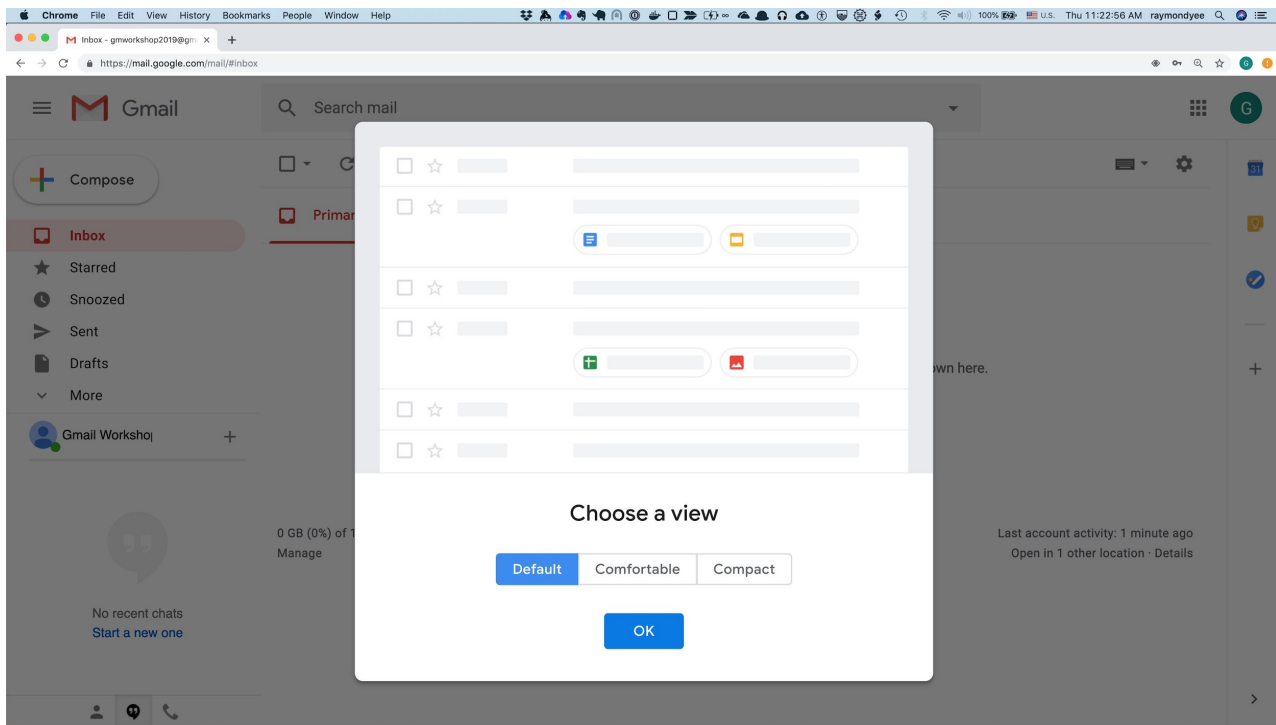 Chrome File Edit View History Bookmarks People Window Help 100% U.S. Thu 11:22:56 AM raymondyee
Inbox - gmworkshop2019@gm
https://mail.google.com/mail/#inbox G
Gmail Search mail G
Compose
31
Primar
Inbox
Starred
Snoozed
Sent
Drafts
own here.
More
Gmail Workshop
Choose a view
0 GB (0%) of 1
Last account activity: 1 minute ago
Manage
Open in 1 other location · Details
Default Comfortable Compact
No recent chats
Start a new one
OK